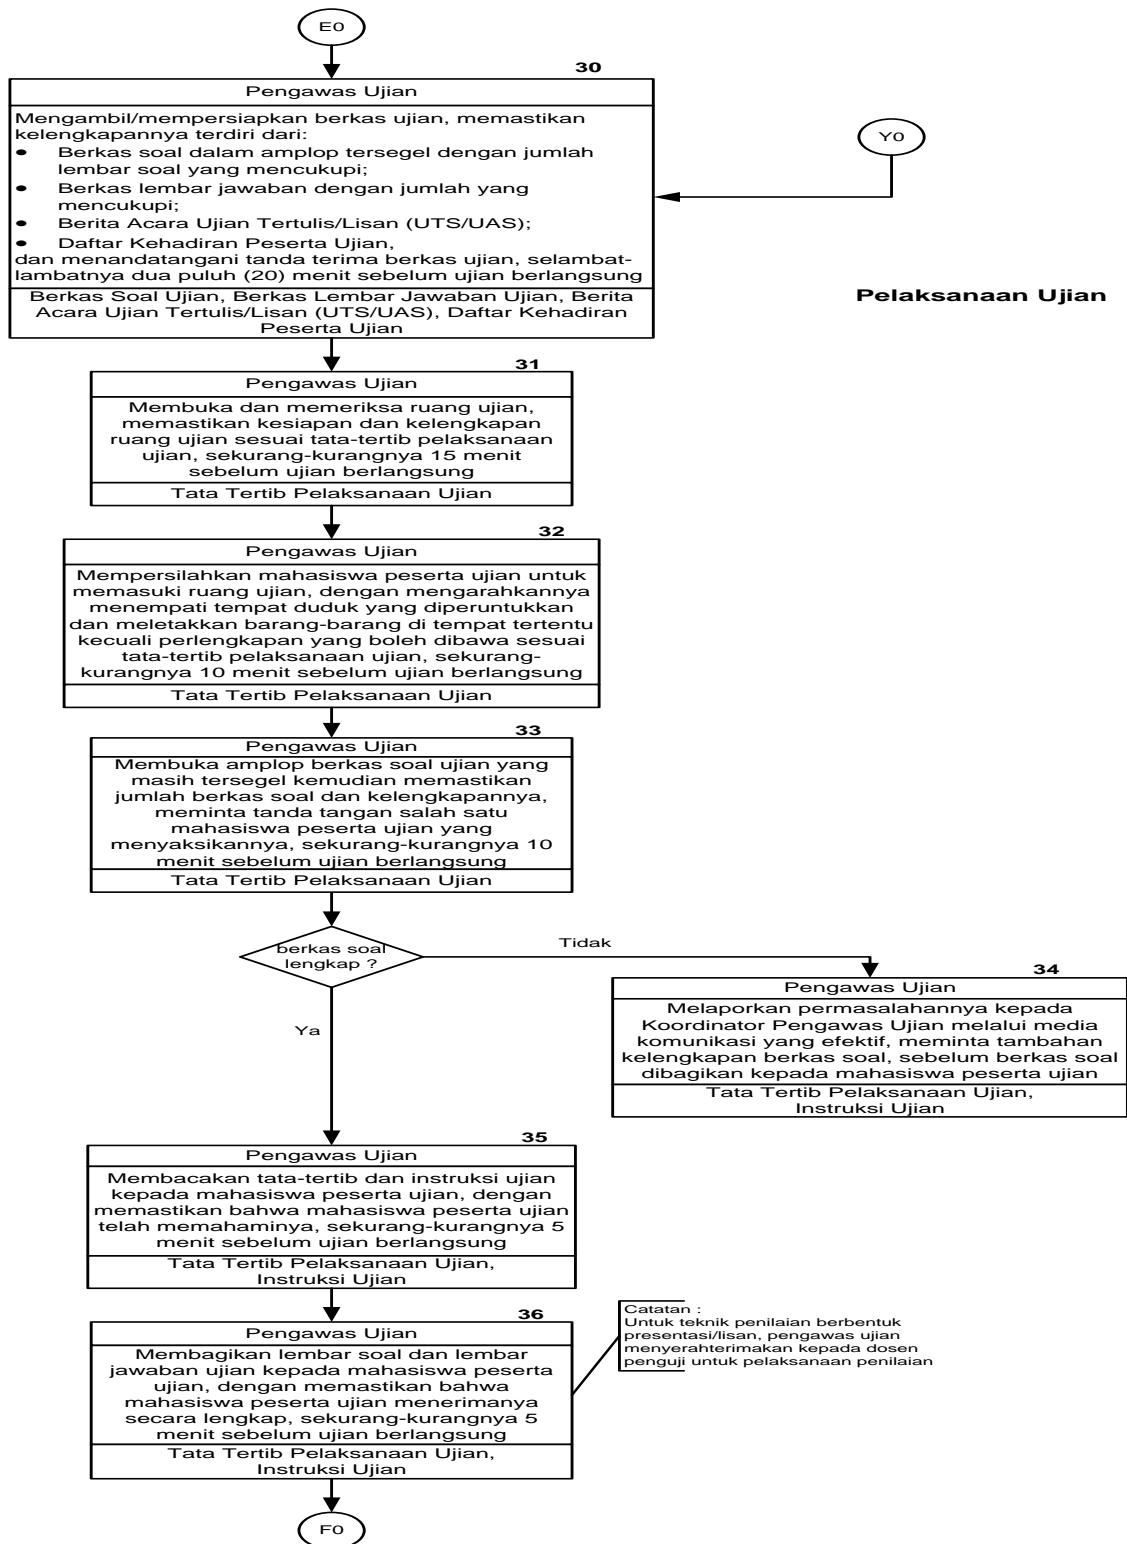 E0
30
Pengawas Ujian
Mengambil/mempersiapkan berkas ujian, memastikan
kelengkapannya terdiri dari:
● Berkas soal dalam amplop tersegel dengan jumlah
lembar soal yang mencukupi;
● Berkas lembar jawaban dengan jumlah yang
mencukupi;
● Berita Acara Ujian Tertulis/Lisan (UTS/UAS);
● Daftar Kehadiran Peserta Ujian,
dan menandatangani tanda terima berkas ujian, selambat-
lambatnya dua puluh (20) menit sebelum ujian berlangsung
Berkas Soal Ujian, Berkas Lembar Jawaban Ujian, Berita
Acara Ujian Tertulis/Lisan (UTS/UAS), Daftar Kehadiran
Peserta Ujian
Y0
Pelaksanaan Ujian
31
Pengawas Ujian
Membuka dan memeriksa ruang ujian,
memastikan kesiapan dan kelengkapan
ruang ujian sesuai tata-tertib pelaksanaan
ujian, sekurang-kurangnya 15 menit
sebelum ujian berlangsung
Tata Tertib Pelaksanaan Ujian
32
Pengawas Ujian
Mempersilahkan mahasiswa peserta ujian untuk
memasuki ruang ujian, dengan mengarahkannya
menempati tempat duduk yang diperuntukkan
dan meletakkan barang-barang di tempat tertentu
kecuali perlengkapan yang boleh dibawa sesuai
tata-tertib pelaksanaan ujian, sekurang-
kurangnya 10 menit sebelum ujian berlangsung
Tata Tertib Pelaksanaan Ujian
33
Pengawas Ujian
Membuka amplop berkas soal ujian yang
masih tersegel kemudian memastikan
jumlah berkas soal dan kelengkapannya,
meminta tanda tangan salah satu
mahasiswa peserta ujian yang
menyaksikannya, sekurang-kurangnya 10
menit sebelum ujian berlangsung
Tata Tertib Pelaksanaan Ujian
berkas soal
lengkap ?
Tidak
Ya
34
Pengawas Ujian
Melaporkan permasalahannya kepada
Koordinator Pengawas Ujian melalui media
komunikasi yang efektif, meminta tambahan
kelengkapan berkas soal, sebelum berkas soal
dibagikan kepada mahasiswa peserta ujian
Tata Tertib Pelaksanaan Ujian,
Instruksi Ujian
35
Pengawas Ujian
Membacakan tata-tertib dan instruksi ujian
kepada mahasiswa peserta ujian, dengan
memastikan bahwa mahasiswa peserta ujian
telah memahaminya, sekurang-kurangnya 5
menit sebelum ujian berlangsung
Tata Tertib Pelaksanaan Ujian,
Instruksi Ujian
36
Pengawas Ujian
Membagikan lembar soal dan lembar
jawaban ujian kepada mahasiswa peserta
ujian, dengan memastikan bahwa
mahasiswa peserta ujian menerimanya
secara lengkap, sekurang-kurangnya 5
menit sebelum ujian berlangsung
Tata Tertib Pelaksanaan Ujian,
Instruksi Ujian
Catatan :
Untuk teknik penilaian berbentuk
presentasi/lisan, pengawas ujian
menyerahterimakan kepada dosen
penguji untuk pelaksanaan penilaian
F0